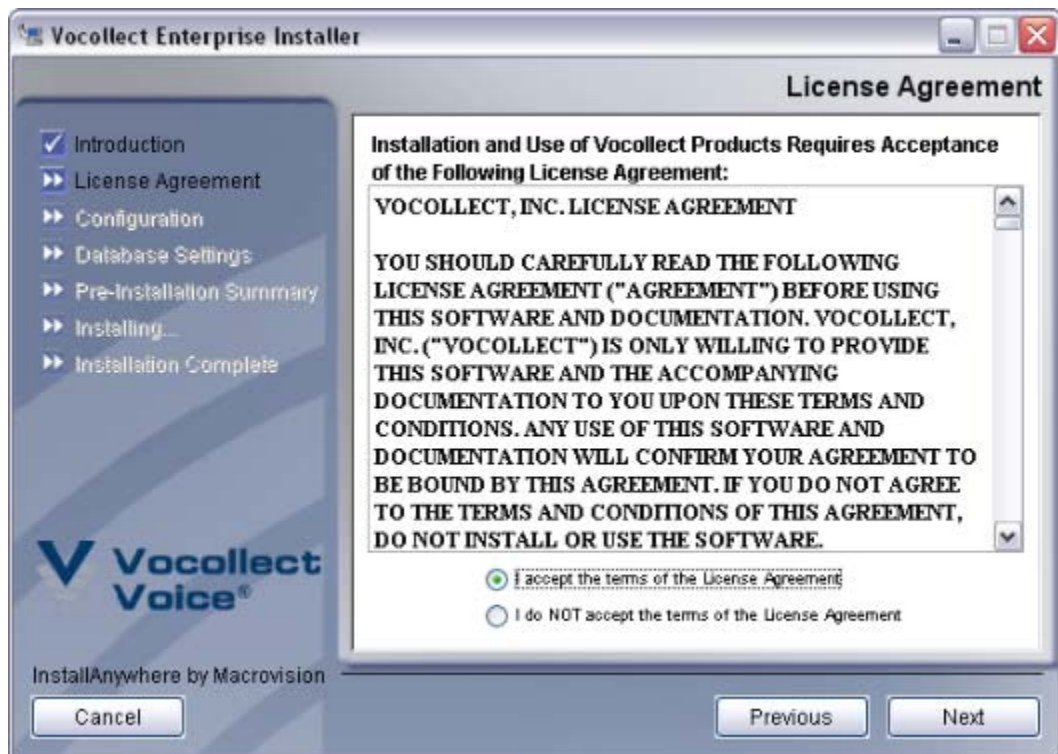 Vocollect Enterprise Installer
License Agreement
Introduction
License Agreement
Configuration
Database Settings
Pre-Installation Summary
Installing...
Installation Complete
Installation and Use of Vocollect Products Requires Acceptance
of the Following License Agreement:
VOCOLLECT, INC. LICENSE AGREEMENT
YOU SHOULD CAREFULLY READ THE FOLLOWING
LICENSE AGREEMENT ("AGREEMENT") BEFORE USING
THIS SOFTWARE AND DOCUMENTATION. VOCOLLECT,
INC. ("VOCOLLECT") IS ONLY WILLING TO PROVIDE
THIS SOFTWARE AND THE ACCOMPANYING
DOCUMENTATION TO YOU UPON THESE TERMS AND
CONDITIONS. ANY USE OF THIS SOFTWARE AND
DOCUMENTATION WILL CONFIRM YOUR AGREEMENT TO
BE BOUND BY THIS AGREEMENT. IF YOU DO NOT AGREE
TO THE TERMS AND CONDITIONS OF THIS AGREEMENT,
DO NOT INSTALL OR USE THE SOFTWARE.
I accept the terms of the License Agreement
I do NOT accept the terms of the License Agreement
Vocollect
Voice®
InstallAnywhere by Macrovision
Cancel
Previous
Next